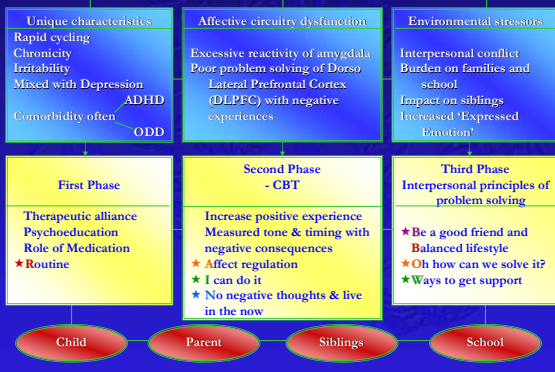 Unique characteristics
Rapid cycling
Chronicity
Irritability
Mixed with Depression
ADHD
Comorbidity often
ODD
Affective circuitry dysfunction
Excessive reactivity of amygdala
Poor problem solving of Dorso
Lateral Prefrontal Cortex
(DLPFC) with negative
experiences
Environmental stressors
Interpersonal conflict
Burden on families and
school
Impact on siblings
Increased ‘Expressed
Emotion’
First Phase
Therapeutic alliance
Psychoeducation
Role of Medication
★Routine
Second Phase
- CBT
Increase positive experience
Measured tone & timing with
negative consequences
★ Affect regulation
★ I can do it
★ No negative thoughts & live
in the now
Third Phase
Interpersonal principles of
problem solving
★Be a good friend and
Balanced lifestyle
★Oh how can we solve it?
★Ways to get support
Child
Parent
Siblings
School